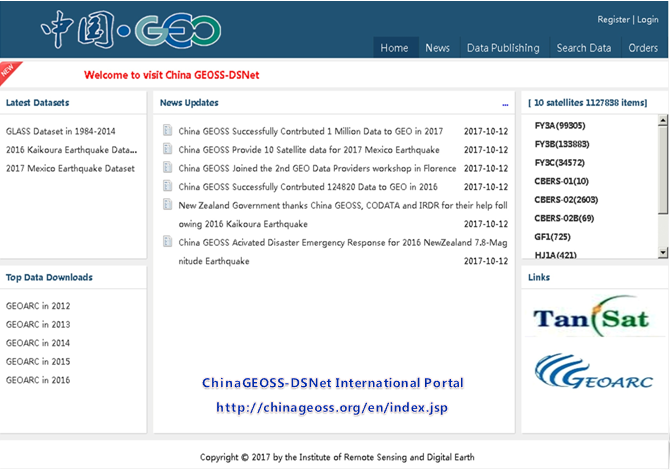 中国·GEO
Register | Login
Home News Data Publishing Search Data Orders
NEW
Welcome to visit China GEOSS-DSNet
Latest Datasets
GLASS Dataset in 1984-2014
2016 Kaikoura Earthquake Data...
2017 Mexico Earthquake Dataset
Top Data Downloads
GEOARC in 2012
GEOARC in 2013
GEOARC in 2014
GEOARC in 2015
GEOARC in 2016
News Updates ...
China GEOSS Successfully Contrbuted 1 Million Data to GEO in 2017 2017-10-12
China GEOSS Provide 10 Satellite data for 2017 Mexico Earthquake 2017-10-12
China GEOSS Joined the 2nd GEO Data Providers workshop in Florence 2017-10-12
China GEOSS Successfully Contrbuted 124820 Data to GEO in 2016 2017-10-12
New Zealand Government thanks China GEOSS, CODATA and IRDR for their help foll
owing 2016 Kaikoura Earthquake 2017-10-12
China GEOSS Acivated Disaster Emergency Response for 2016 NewZealand 7.8-Mag
nitude Earthquake 2017-10-12
ChinaGEOSS-DSNet International Portal
http://chinageoss.org/en/index.jsp
[ 10 satellites 1127838 items]
FY3A(99305)
FY3B(133883)
FY3C(34572)
CBERS-01(10)
CBERS-02(2603)
CBERS-02B(69)
GF1(725)
HJ1A(421)
Links
TanSat
GEOARC
Copyright © 2017 by the Institute of Remote Sensing and Digital Earth